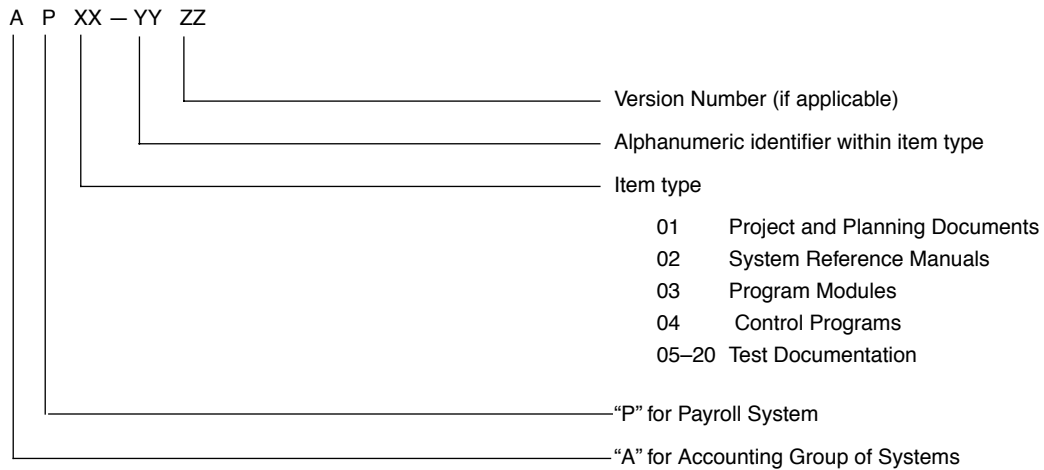 A P XX — YY ZZ
Version Number (if applicable)
Alphanumeric identifier within item type
Item type
01 Project and Planning Documents
02 System Reference Manuals
03 Program Modules
04 Control Programs
05–20 Test Documentation
“P” for Payroll System
“A” for Accounting Group of Systems